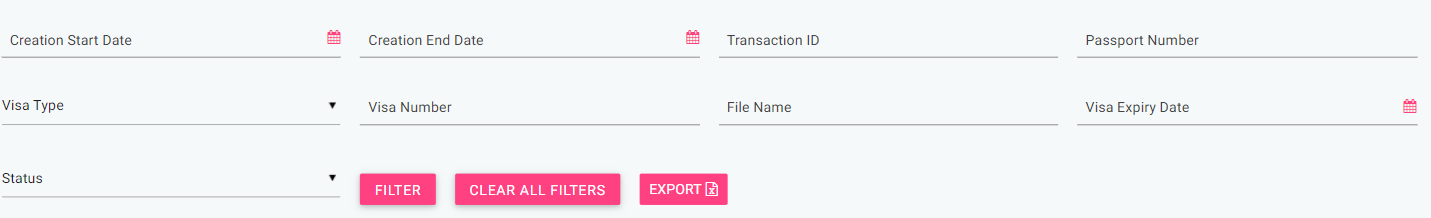 Creation Start Date
Creation End Date
Transaction ID
Passport Number
Visa Type
Visa Number
File Name
Visa Expiry Date
Status
FILTER
CLEAR ALL FILTERS
EXPORT